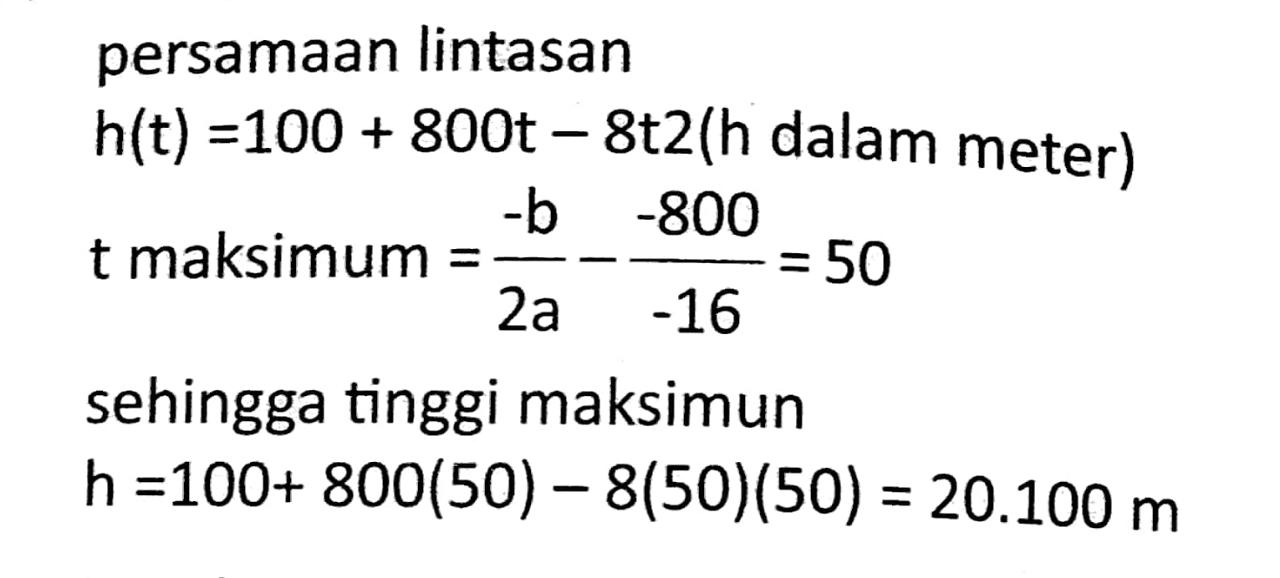 persamaan lintasan
h(t) =100 + 800t – 8t2(h dalam meter)
t maksimum = -b/2a – -800/-16 = 50
sehingga tinggi maksimun
h =100+ 800(50) – 8(50)(50) = 20.100 m